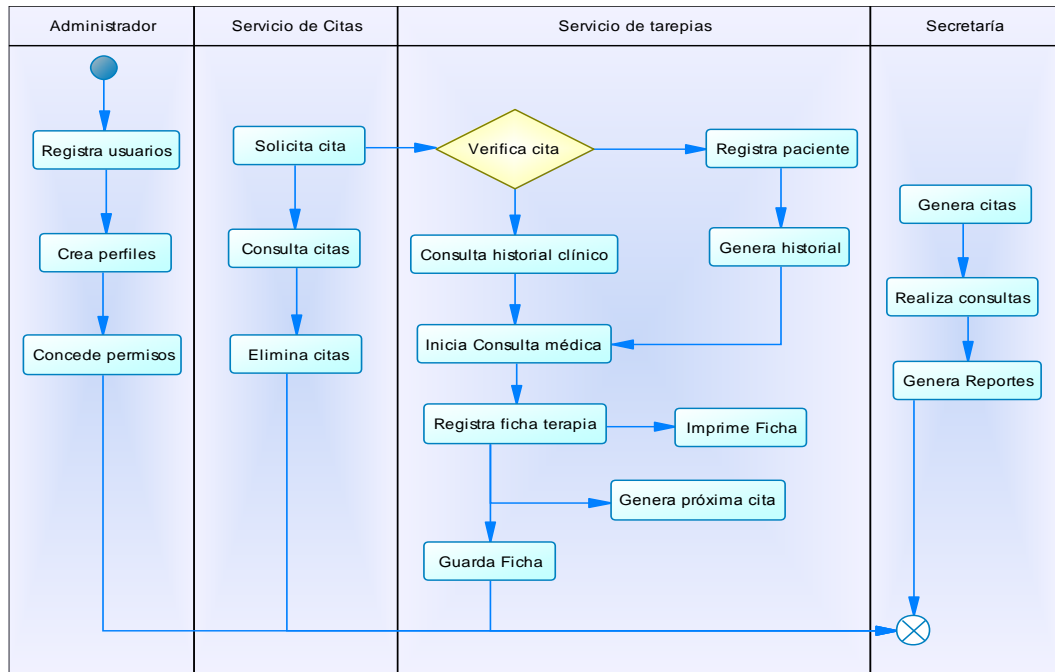 Administrador
Servicio de Citas
Servicio de tarepias
Secretaría
Registra usuarios
Crea perfiles
Concede permisos
Solicita cita
Consulta citas
Elimina citas
Verifica cita
Registra paciente
Consulta historial clínico
Genera historial
Inicia Consulta médica
Registra ficha terapia
Imprime Ficha
Genera próxima cita
Guarda Ficha
Genera citas
Realiza consultas
Genera Reportes